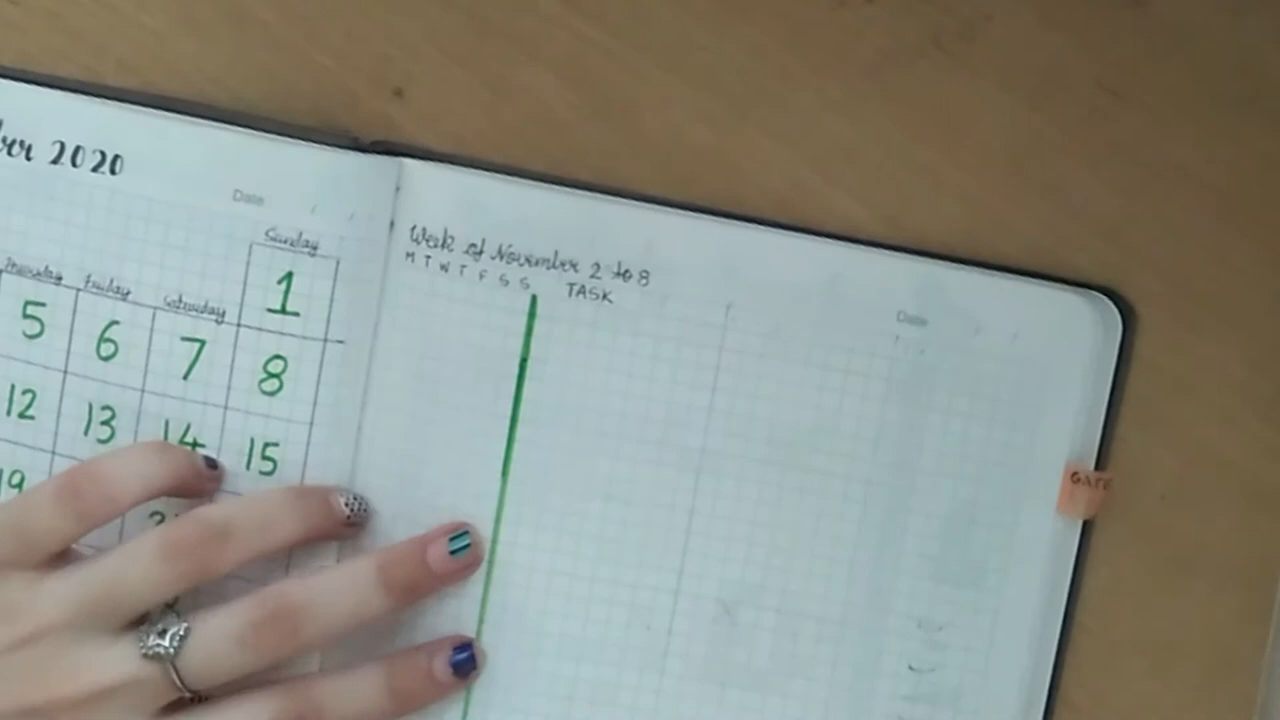 2020
Date
Sunday
1
Thursday Friday Saturday
5 6 7 8
12 13 14 15
19
Week of November 2 to 8
M T W T F S S TASK
Date